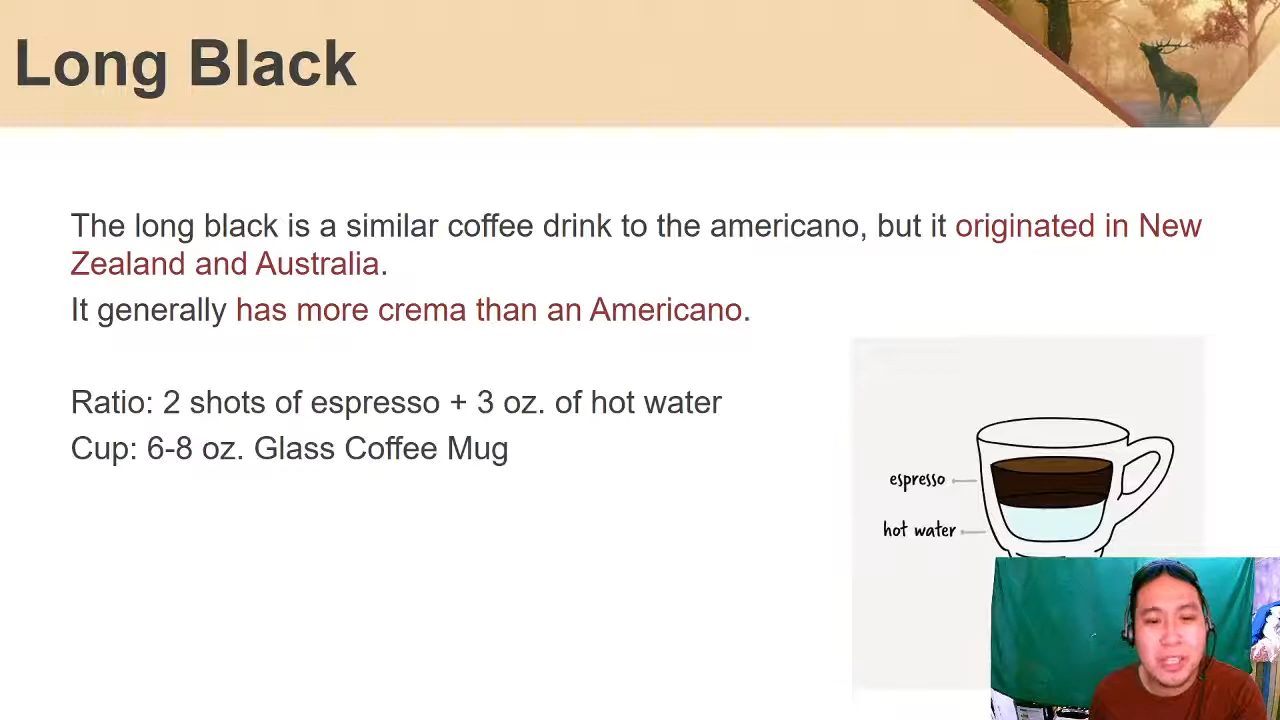 Long Black
The long black is a similar coffee drink to the americano, but it originated in New
Zealand and Australia.
It generally has more crema than an Americano.
Ratio: 2 shots of espresso + 3 oz. of hot water
Cup: 6-8 oz. Glass Coffee Mug
espresso
hot water